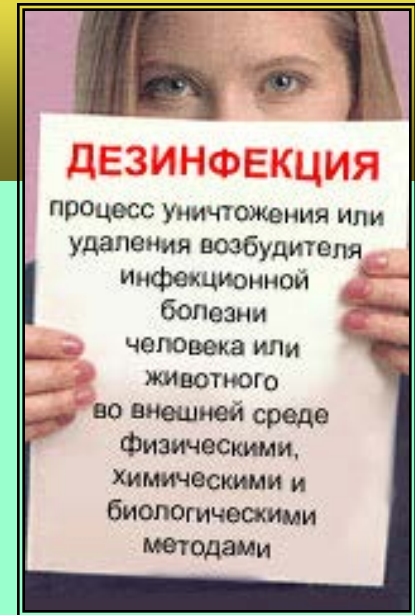 ДЕЗИНФЕКЦИЯ
процесс уничтожения или
удаления возбудителя
инфекционной
болезни
человека или
животного
во внешней среде
физическими,
химическими и
биологическими
методами